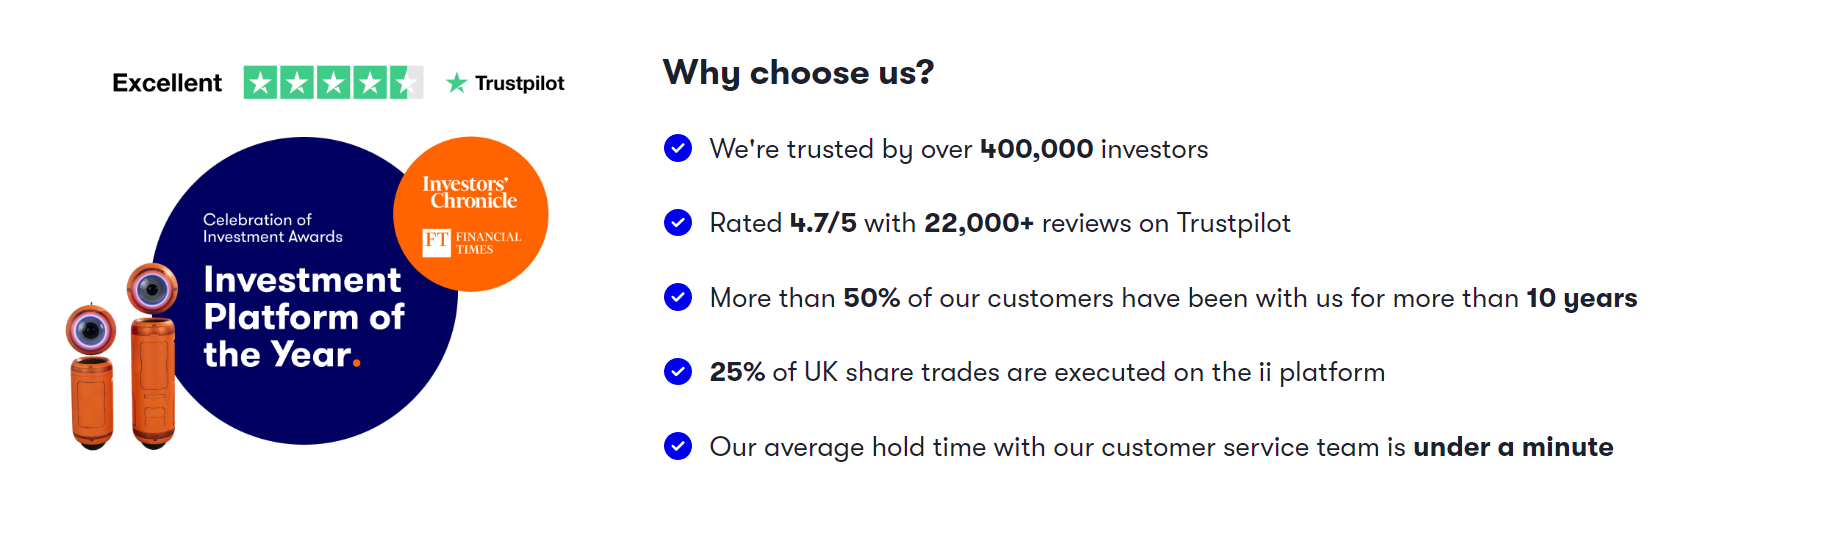 Excellent
Trustpilot
Celebration of
Investment Awards
Investment
Platform of
the Year.
Investors'
Chronicle
FT FINANCIAL
TIMES
Why choose us?
We're trusted by over 400,000 investors
Rated 4.7/5 with 22,000+ reviews on Trustpilot
More than 50% of our customers have been with us for more than 10 years
25% of UK share trades are executed on the ii platform
Our average hold time with our customer service team is under a minute